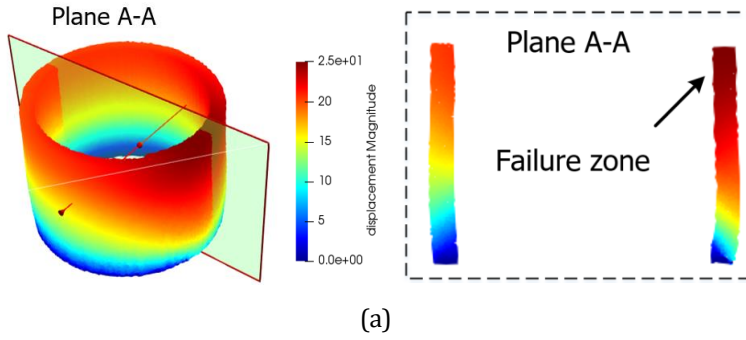 Plane A-A
2.5e+01
20
15
10
5
0.0e+00
displacement Magnitude
Plane A-A
Failure zone
(a)